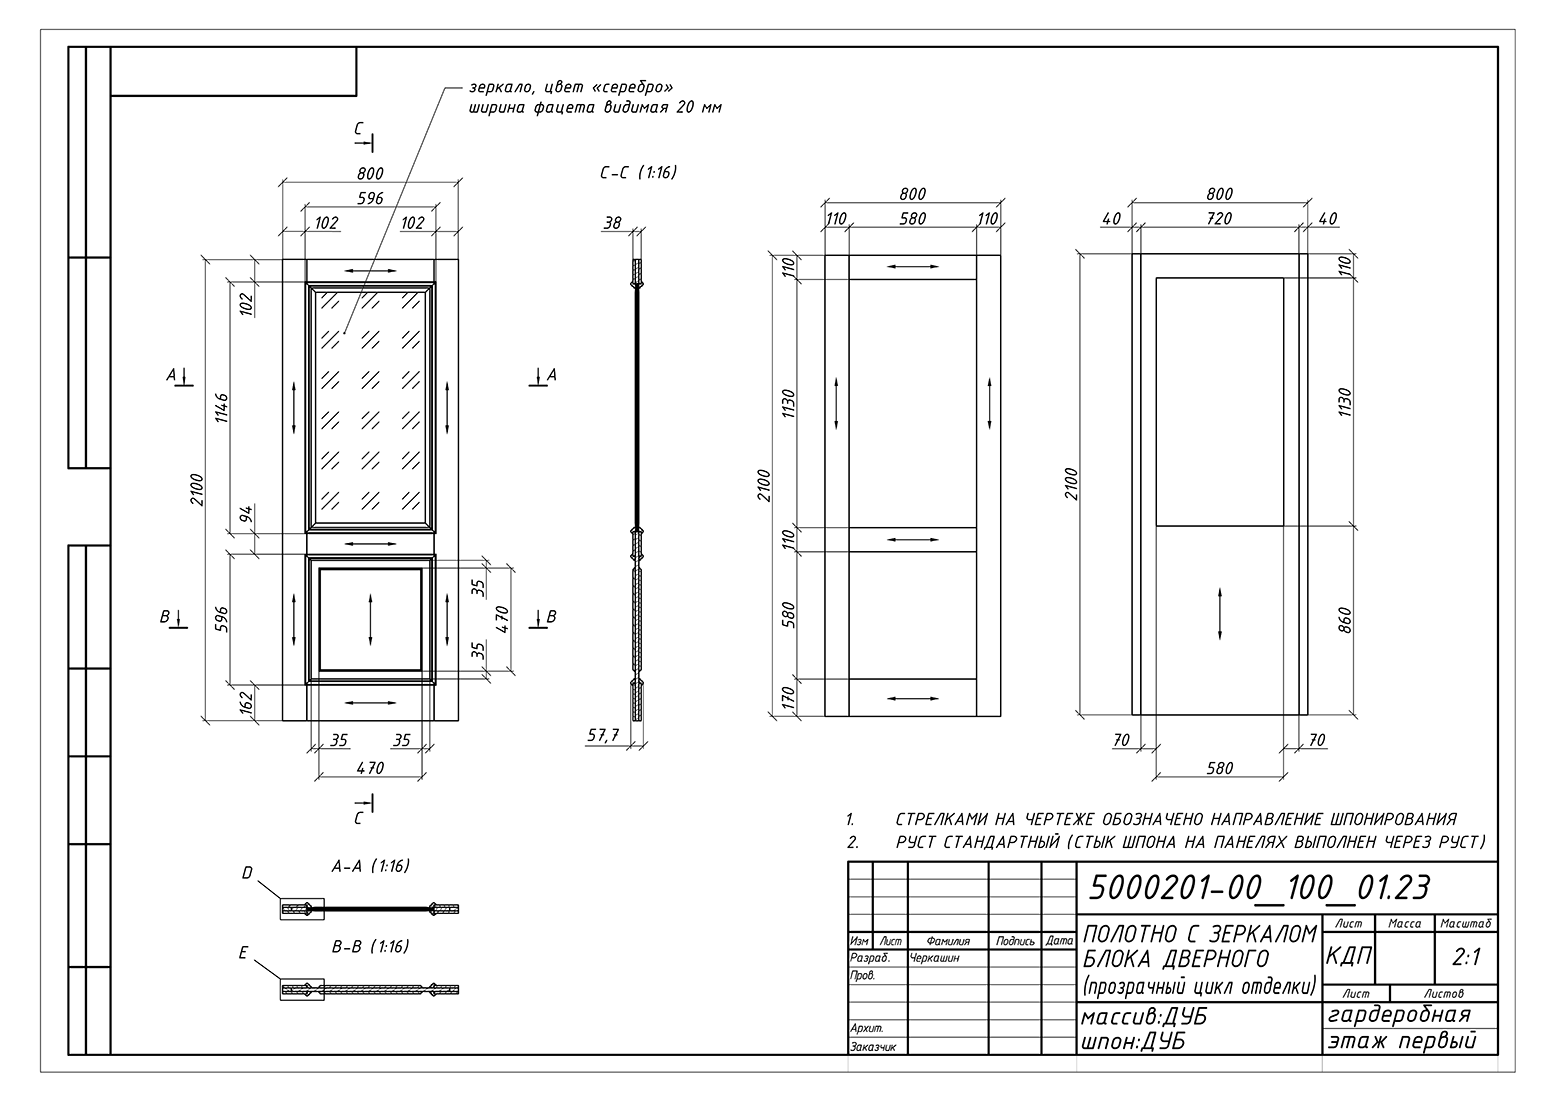 зеркало, цвет «серебро»
ширина фацета видимая 20 мм
C
C-C (1:16)
800
596
102
102
38
800
110
580
110
800
40
720
40
102
110
110
A
A
1146
1130
1130
2100
2100
2100
94
110
B
B
596
35
470
35
580
860
162
170
57,7
35
35
470
70
70
580
C
1. СТРЕЛКАМИ НА ЧЕРТЕЖЕ ОБОЗНАЧЕНО НАПРАВЛЕНИЕ ШПОНИРОВАНИЯ
2. РУСТ СТАНДАРТНЫЙ (СТЫК ШПОНА НА ПАНЕЛЯХ ВЫПОЛНЕН ЧЕРЕЗ РУСТ)
A-A (1:16)
D
B-B (1:16)
E
5000201-00__100__01.23
Изм Лист Фамилия Подпись Дата
Разраб. Черкашин
Пров.
Архит.
Заказчик
ПОЛОТНО С ЗЕРКАЛОМ
БЛОКА ДВЕРНОГО
(прозрачный цикл отделки)
массив:ДУБ
шпон:ДУБ
Лист Масса Масштаб
КДП 2:1
Лист Листов
гардеробная
этаж первый